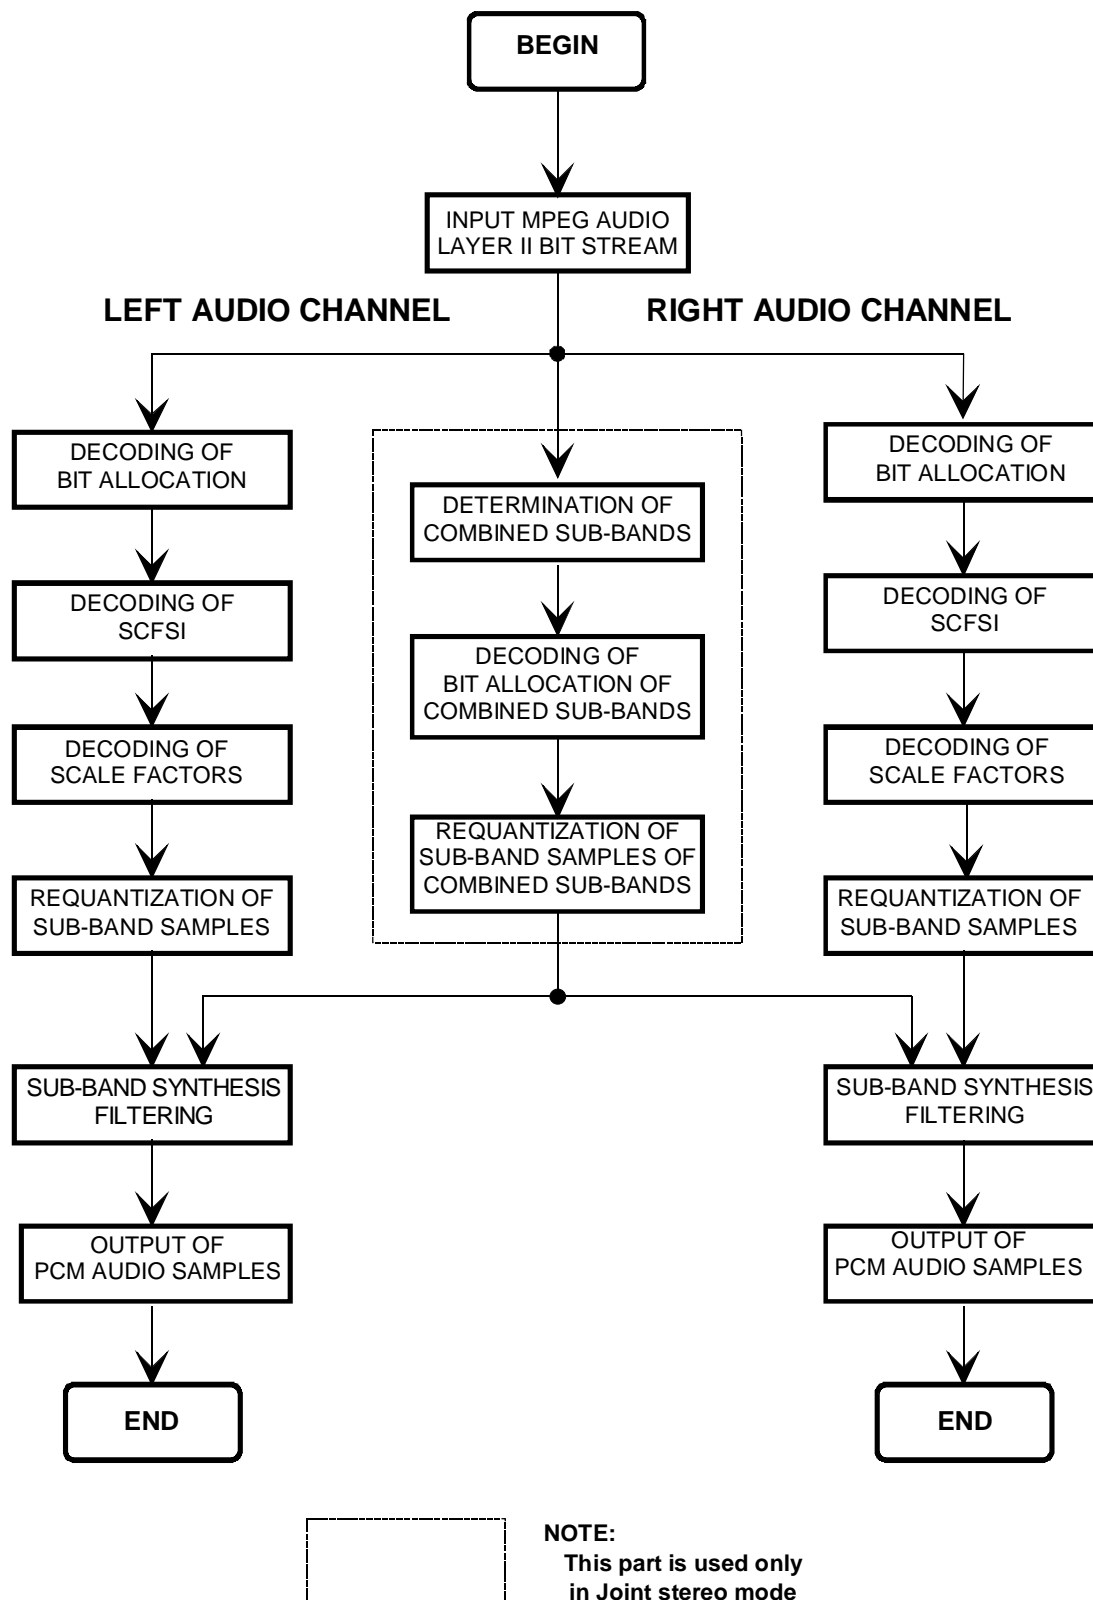 BEGIN
INPUT MPEG AUDIO
LAYER II BIT STREAM
LEFT AUDIO CHANNEL
RIGHT AUDIO CHANNEL
DECODING OF
BIT ALLOCATION
DECODING OF
SCFSI
DECODING OF
SCALE FACTORS
REQUANTIZATION OF
SUB-BAND SAMPLES
SUB-BAND SYNTHESIS
FILTERING
OUTPUT OF
PCM AUDIO SAMPLES
END
DETERMINATION OF
COMBINED SUB-BANDS
DECODING OF
BIT ALLOCATION OF
COMBINED SUB-BANDS
REQUANTIZATION OF
SUB-BAND SAMPLES OF
COMBINED SUB-BANDS
DECODING OF
BIT ALLOCATION
DECODING OF
SCFSI
DECODING OF
SCALE FACTORS
REQUANTIZATION OF
SUB-BAND SAMPLES
SUB-BAND SYNTHESIS
FILTERING
OUTPUT OF
PCM AUDIO SAMPLES
END
NOTE:
This part is used only
in Joint stereo mode